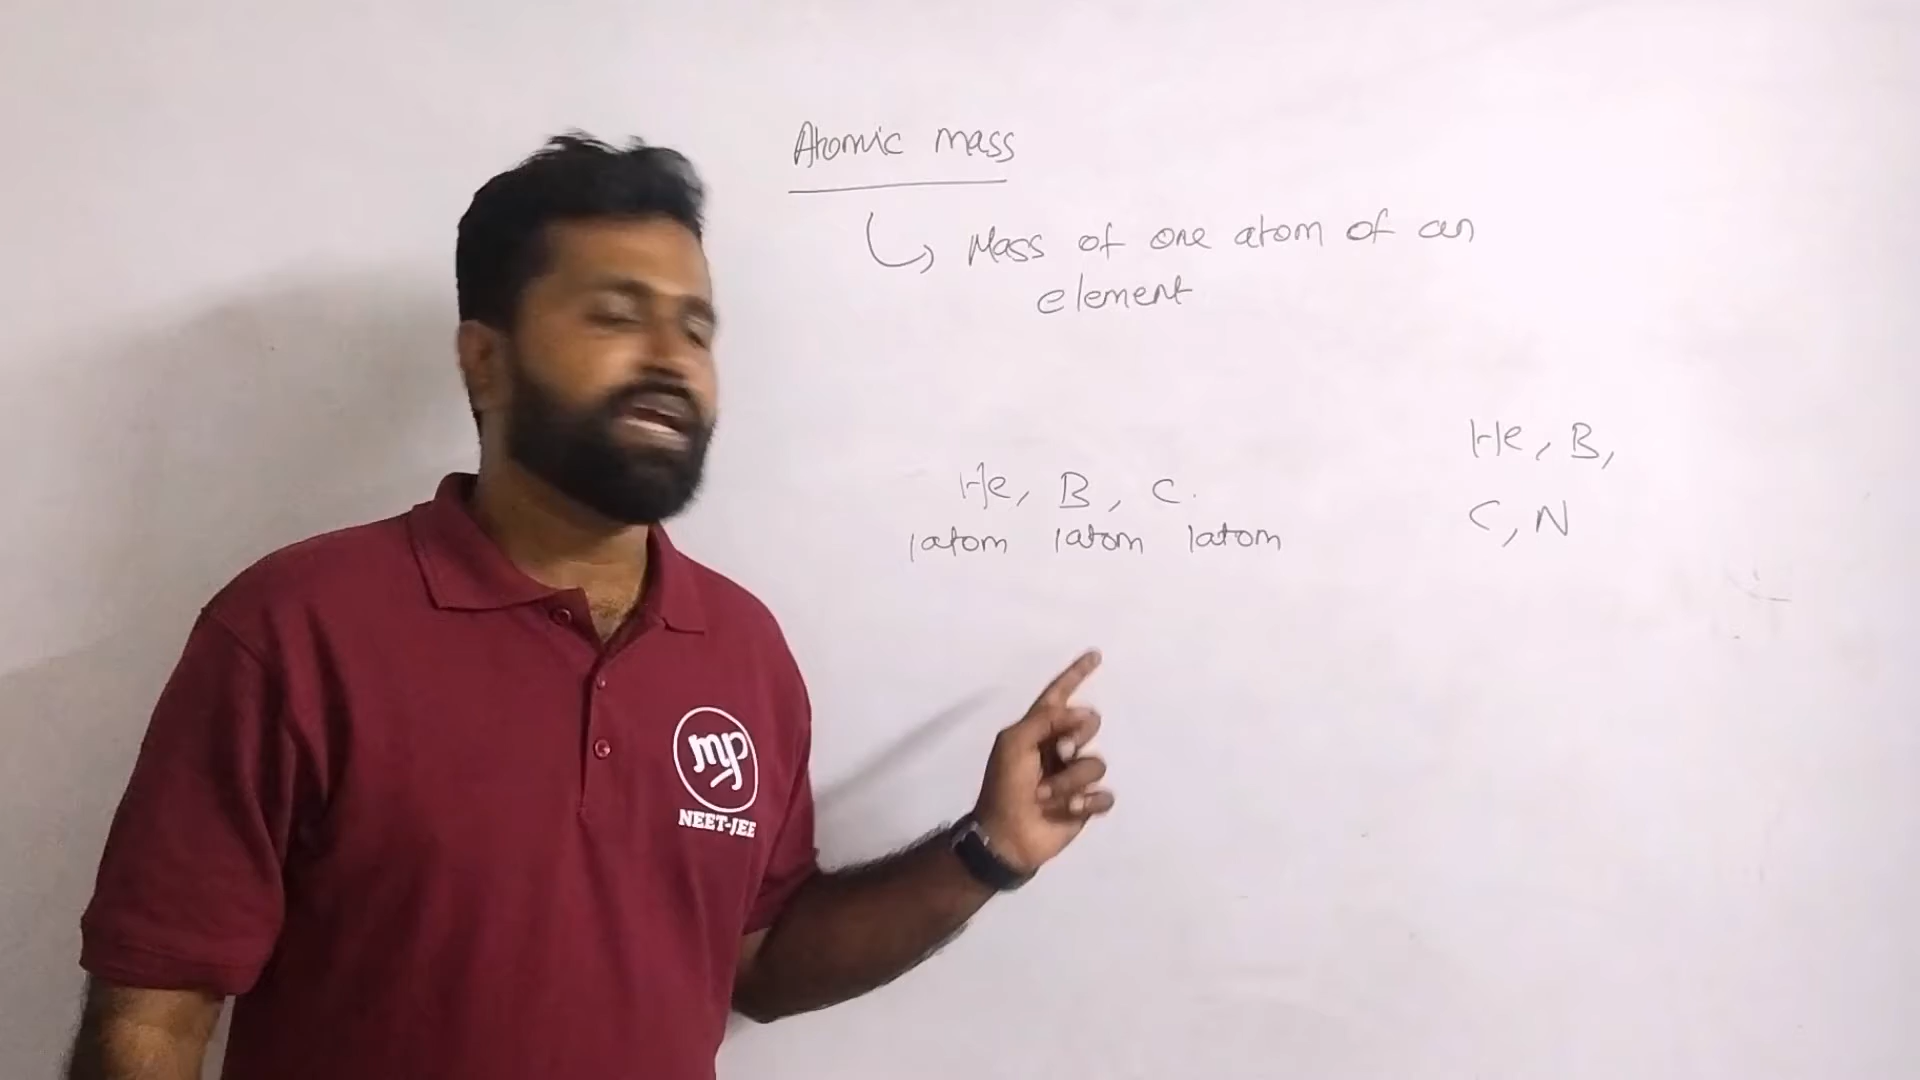 Atomic mass
Mass of one atom of an
element
He, B,
He, B, C.
C, N
1atom 1atom 1atom
mp
NEET-JEE